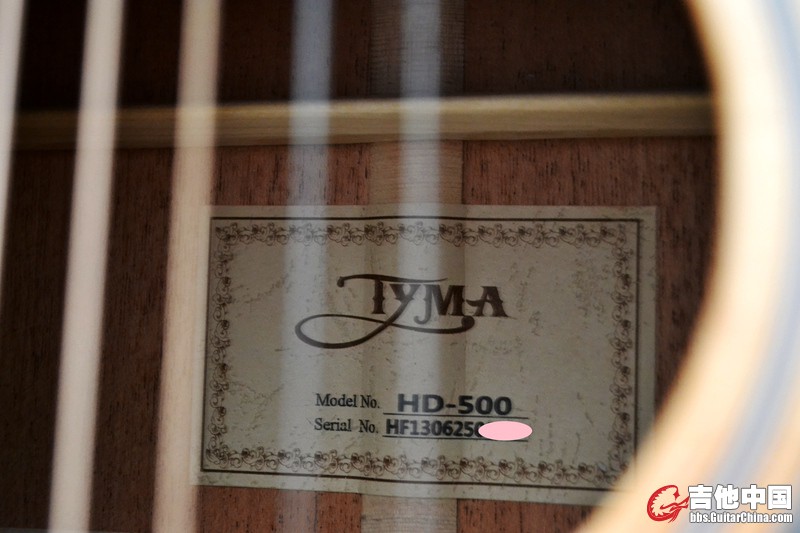 TYMA
Model No. HD-500
Serial No. HF1306250
吉他中国
bbs.GuitarChina.com